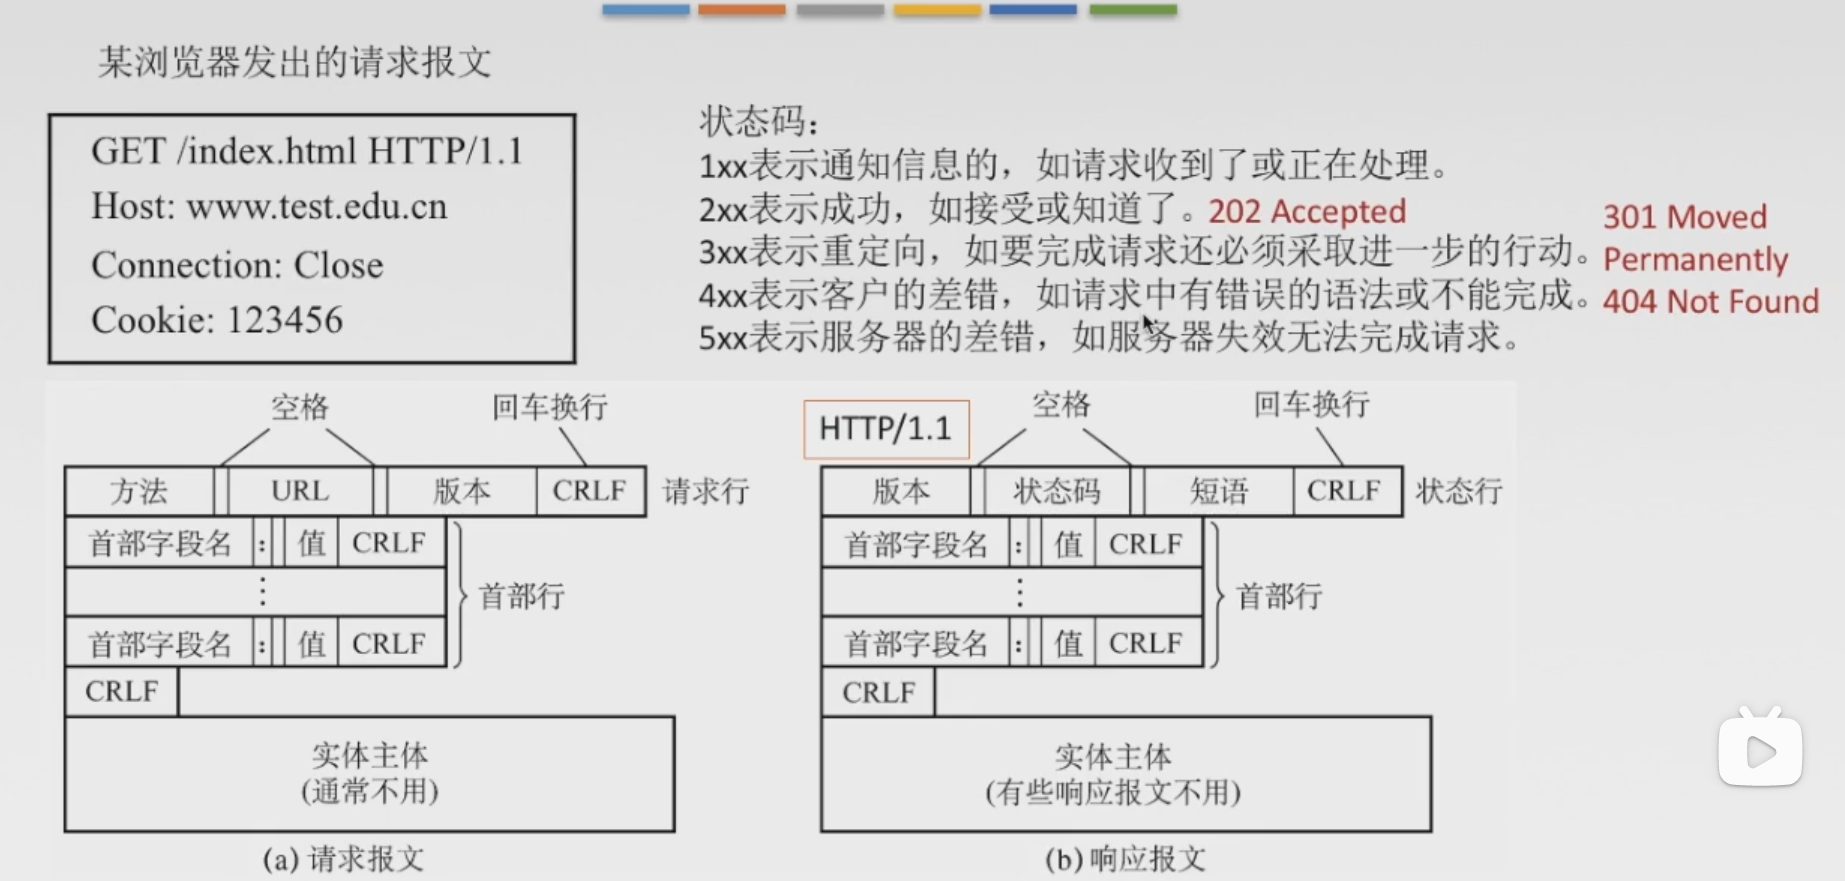 某浏览器发出的请求报文
GET /index.html HTTP/1.1
Host: www.test.edu.cn
Connection: Close
Cookie: 123456
状态码：
1xx表示通知信息的，如请求收到了或正在处理。
2xx表示成功，如接受或知道了。202 Accepted
3xx表示重定向，如要完成请求还必须采取进一步的行动。
301 Moved
Permanently
4xx表示客户的差错，如请求中有错误的语法或不能完成。404 Not Found
5xx表示服务器的差错，如服务器失效无法完成请求。
空格 回车换行
方法 URL 版本 CRLF 请求行
首部字段名 : 值 CRLF
⋮ 首部行
首部字段名 : 值 CRLF
CRLF
实体主体
(通常不用)
(a) 请求报文
HTTP/1.1 空格 回车换行
版本 状态码 短语 CRLF 状态行
首部字段名 : 值 CRLF
⋮ 首部行
首部字段名 : 值 CRLF
CRLF
实体主体
(有些响应报文不用)
(b) 响应报文